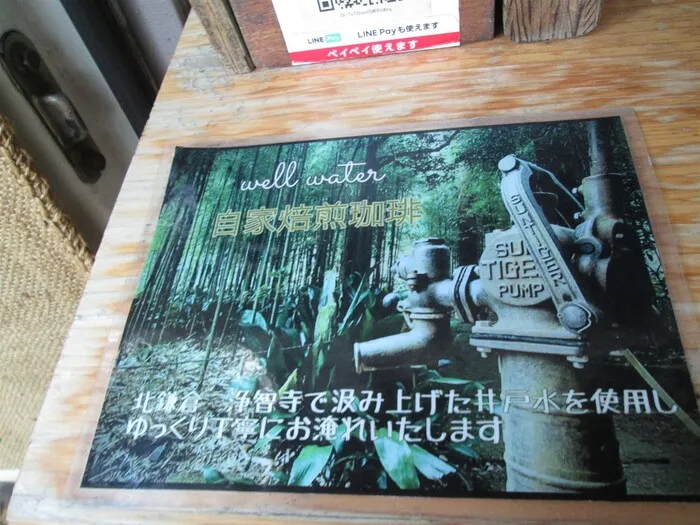 LINE Pay LINE Payも使えます
ペイペイ使えます
well water
自家焙煎珈琲
SUN TIGER
SU
TIGE
PUMP
北鎌倉 浄智寺で汲み上げた井戸水を使用し
ゆっくり丁寧にお淹れいたします